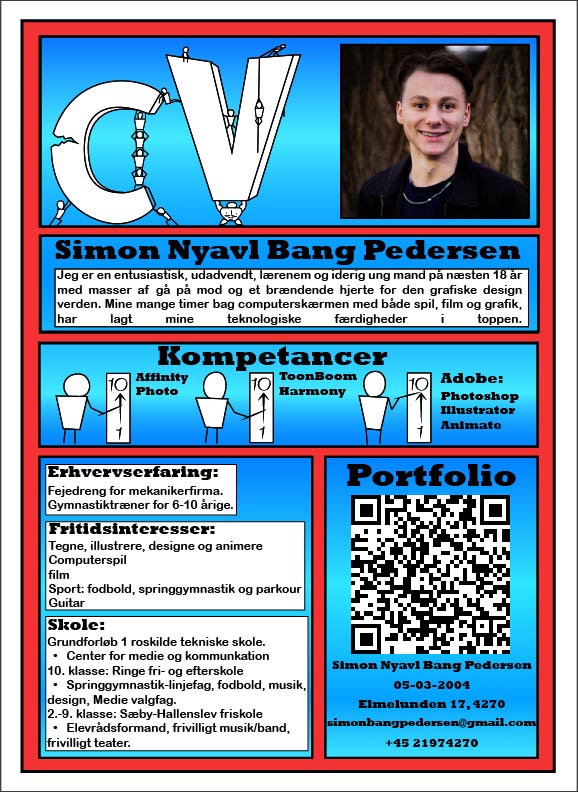 CV
Simon Nyavl Bang Pedersen
Jeg er en entusiastisk, udadvendt, lærenem og iderig ung mand på næsten 18 år
med masser af gå på mod og et brændende hjerte for den grafiske design
verden. Mine mange timer bag computerskærmen med både spil, film og grafik,
har lagt mine teknologiske færdigheder i toppen.
Kompetancer
10
1
Affinity
Photo
10
1
ToonBoom
Harmony
10
1
Adobe:
Photoshop
Illustrator
Animate
Erhvervserfaring:
Fejedreng for mekanikerfirma.
Gymnastiktræner for 6-10 årige.
Fritidsinteresser:
Tegne, illustrere, designe og animere
Computerspil
film
Sport: fodbold, springgymnastik og parkour
Guitar
Skole:
Grundforløb 1 roskilde tekniske skole.
• Center for medie og kommunkation
10. klasse: Ringe fri- og efterskole
• Springgymnastik-linjefag, fodbold, musik,
design, Medie valgfag.
2.-9. klasse: Sæby-Hallenslev friskole
• Elevrådsformand, frivilligt musik/band,
frivilligt teater.
Portfolio
Simon Nyavl Bang Pedersen
05-03-2004
Elmelunden 17, 4270
simonbangpedersen@gmail.com
+45 21974270